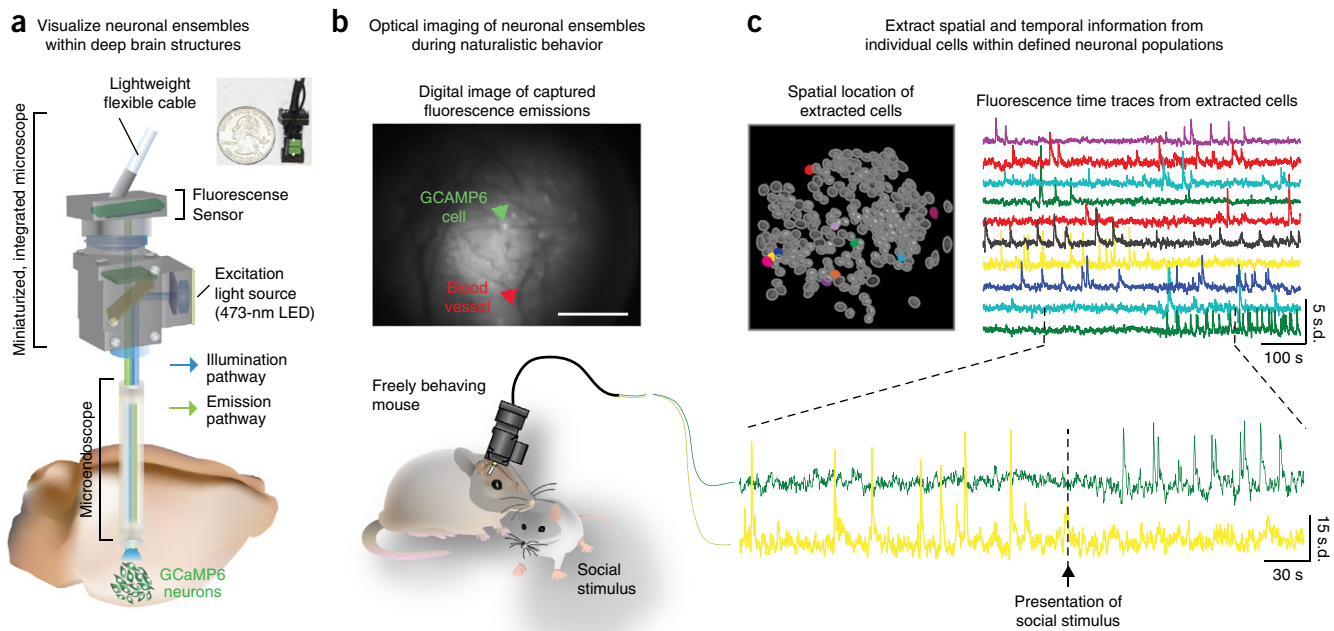 a Visualize neuronal ensembles
within deep brain structures
Lightweight
flexible cable
Miniaturized, integrated microscope
Fluorescense
Sensor
Excitation
light source
(473-nm LED)
Illumination
pathway
Emission
pathway
Microendoscope
GCaMP6
neurons
b Optical imaging of neuronal ensembles
during naturalistic behavior
Digital image of captured
fluorescence emissions
GCAMP6
cell
Blood
vessel
Freely behaving
mouse
Social
stimulus
c Extract spatial and temporal information from
individual cells within defined neuronal populations
Spatial location of
extracted cells
Fluorescence time traces from extracted cells
5 s.d.
100 s
15 s.d.
30 s
Presentation of
social stimulus